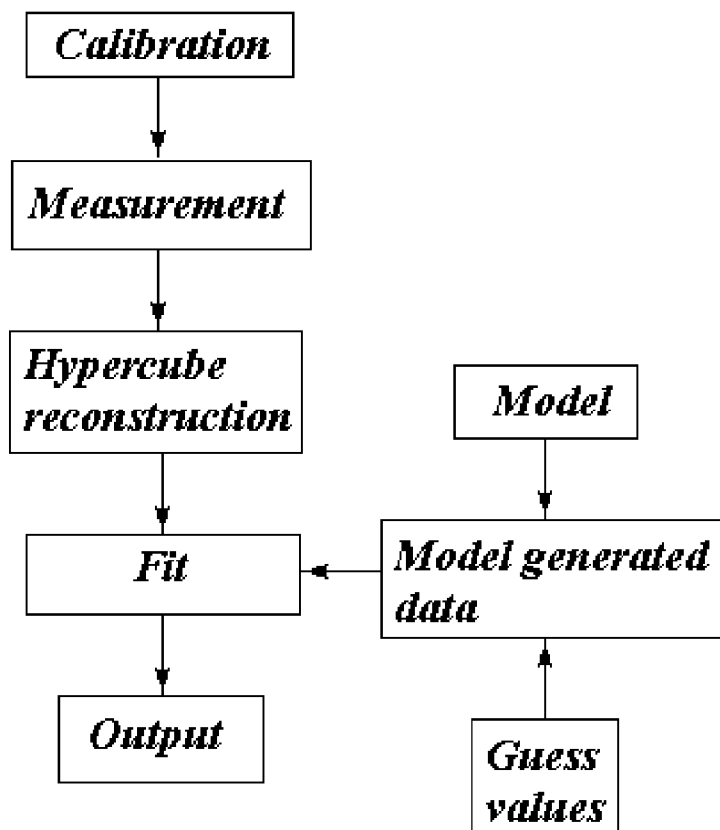 Calibration
Measurement
Hypercube
reconstruction
Model
Fit
Model generated
data
Output
Guess
values